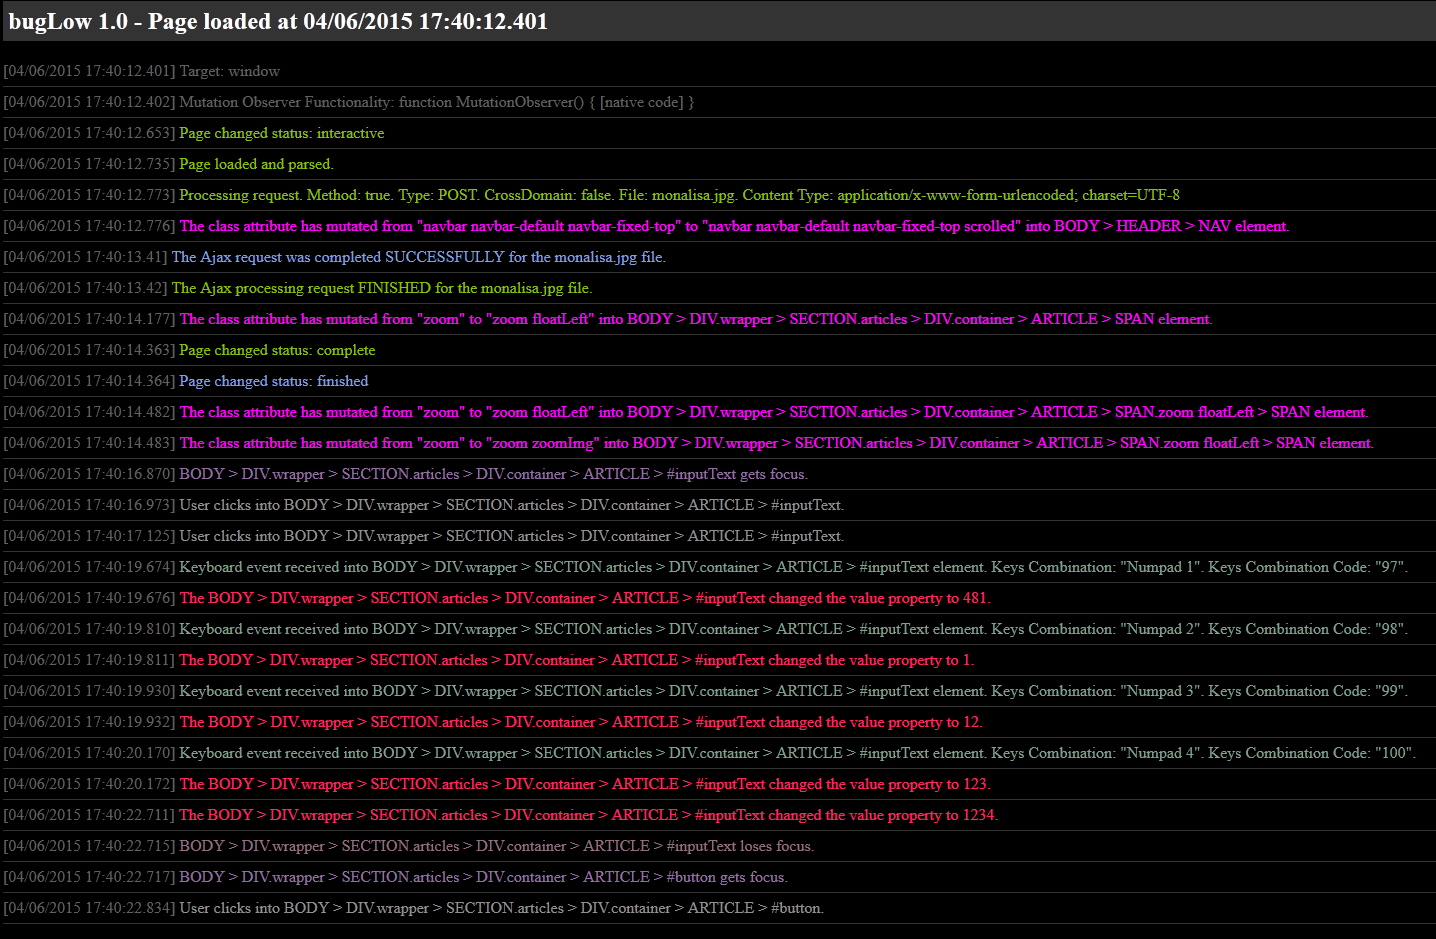 bugLow 1.0 - Page loaded at 04/06/2015 17:40:12.401
[04/06/2015 17:40:12.401] Target: window
[04/06/2015 17:40:12.402] Mutation Observer Functionality: function MutationObserver() { [native code] }
[04/06/2015 17:40:12.653] Page changed status: interactive
[04/06/2015 17:40:12.735] Page loaded and parsed.
[04/06/2015 17:40:12.773] Processing request. Method: true. Type: POST. CrossDomain: false. File: monalisa.jpg. Content Type: application/x-www-form-urlencoded; charset=UTF-8
[04/06/2015 17:40:12.776] The class attribute has mutated from "navbar navbar-default navbar-fixed-top" to "navbar navbar-default navbar-fixed-top scrolled" into BODY > HEADER > NAV element.
[04/06/2015 17:40:13.41] The Ajax request was completed SUCCESSFULLY for the monalisa.jpg file.
[04/06/2015 17:40:13.42] The Ajax processing request FINISHED for the monalisa.jpg file.
[04/06/2015 17:40:14.177] The class attribute has mutated from "zoom" to "zoom floatLeft" into BODY > DIV.wrapper > SECTION.articles > DIV.container > ARTICLE > SPAN element.
[04/06/2015 17:40:14.363] Page changed status: complete
[04/06/2015 17:40:14.364] Page changed status: finished
[04/06/2015 17:40:14.482] The class attribute has mutated from "zoom" to "zoom floatLeft" into BODY > DIV.wrapper > SECTION.articles > DIV.container > ARTICLE > SPAN.zoom floatLeft > SPAN element.
[04/06/2015 17:40:14.483] The class attribute has mutated from "zoom" to "zoom zoomImg" into BODY > DIV.wrapper > SECTION.articles > DIV.container > ARTICLE > SPAN.zoom floatLeft > SPAN element.
[04/06/2015 17:40:16.870] BODY > DIV.wrapper > SECTION.articles > DIV.container > ARTICLE > #inputText gets focus.
[04/06/2015 17:40:16.973] User clicks into BODY > DIV.wrapper > SECTION.articles > DIV.container > ARTICLE > #inputText.
[04/06/2015 17:40:17.125] User clicks into BODY > DIV.wrapper > SECTION.articles > DIV.container > ARTICLE > #inputText.
[04/06/2015 17:40:19.674] Keyboard event received into BODY > DIV.wrapper > SECTION.articles > DIV.container > ARTICLE > #inputText element. Keys Combination: "Numpad 1". Keys Combination Code: "97".
[04/06/2015 17:40:19.676] The BODY > DIV.wrapper > SECTION.articles > DIV.container > ARTICLE > #inputText changed the value property to 481.
[04/06/2015 17:40:19.810] Keyboard event received into BODY > DIV.wrapper > SECTION.articles > DIV.container > ARTICLE > #inputText element. Keys Combination: "Numpad 2". Keys Combination Code: "98".
[04/06/2015 17:40:19.811] The BODY > DIV.wrapper > SECTION.articles > DIV.container > ARTICLE > #inputText changed the value property to 1.
[04/06/2015 17:40:19.930] Keyboard event received into BODY > DIV.wrapper > SECTION.articles > DIV.container > ARTICLE > #inputText element. Keys Combination: "Numpad 3". Keys Combination Code: "99".
[04/06/2015 17:40:19.932] The BODY > DIV.wrapper > SECTION.articles > DIV.container > ARTICLE > #inputText changed the value property to 12.
[04/06/2015 17:40:20.170] Keyboard event received into BODY > DIV.wrapper > SECTION.articles > DIV.container > ARTICLE > #inputText element. Keys Combination: "Numpad 4". Keys Combination Code: "100".
[04/06/2015 17:40:20.172] The BODY > DIV.wrapper > SECTION.articles > DIV.container > ARTICLE > #inputText changed the value property to 123.
[04/06/2015 17:40:22.711] The BODY > DIV.wrapper > SECTION.articles > DIV.container > ARTICLE > #inputText changed the value property to 1234.
[04/06/2015 17:40:22.715] BODY > DIV.wrapper > SECTION.articles > DIV.container > ARTICLE > #inputText loses focus.
[04/06/2015 17:40:22.717] BODY > DIV.wrapper > SECTION.articles > DIV.container > ARTICLE > #button gets focus.
[04/06/2015 17:40:22.834] User clicks into BODY > DIV.wrapper > SECTION.articles > DIV.container > ARTICLE > #button.